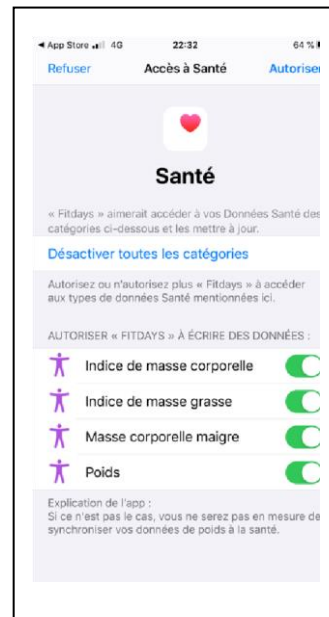 ◀ App Store 4G 22:32 64 %
Refuser Accès à Santé Autoriser
Santé
« Fitdays » aimerait accéder à vos Données Santé des
catégories ci-dessous et les mettre à jour.
Désactiver toutes les catégories
Autorisez ou n'autorisez plus « Fitdays » à accéder
aux types de données Santé mentionnées ici.
AUTORISER « FITDAYS » À ÉCRIRE DES DONNÉES :
Indice de masse corporelle
Indice de masse grasse
Masse corporelle maigre
Poids
Explication de l'app :
Si ce n'est pas le cas, vous ne serez pas en mesure de
synchroniser vos données de poids à la santé.